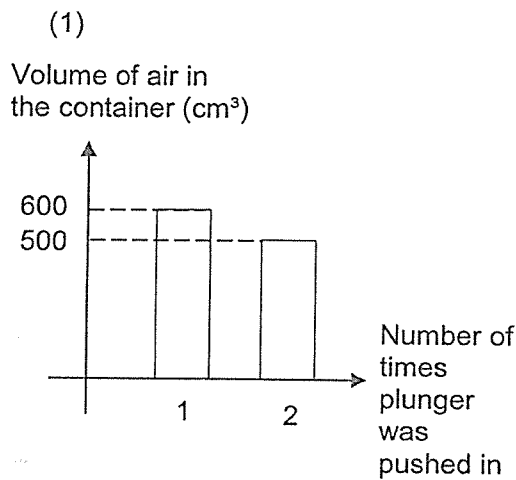 (1)
Volume of air in
the container (cm³)
600
500
1
2
Number of
times
plunger
was
pushed in